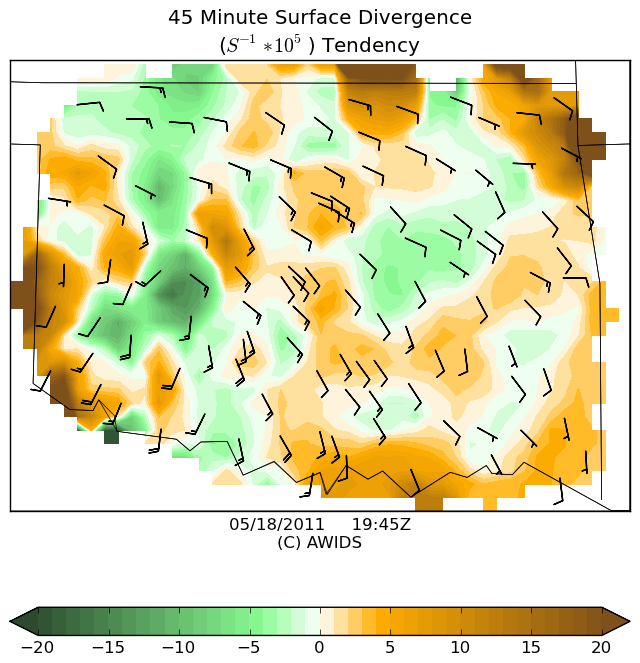 45 Minute Surface Divergence
(S⁻¹ *10⁵ ) Tendency
05/18/2011 19:45Z
(C) AWIDS
−20 −15 −10 −5 0 5 10 15 20